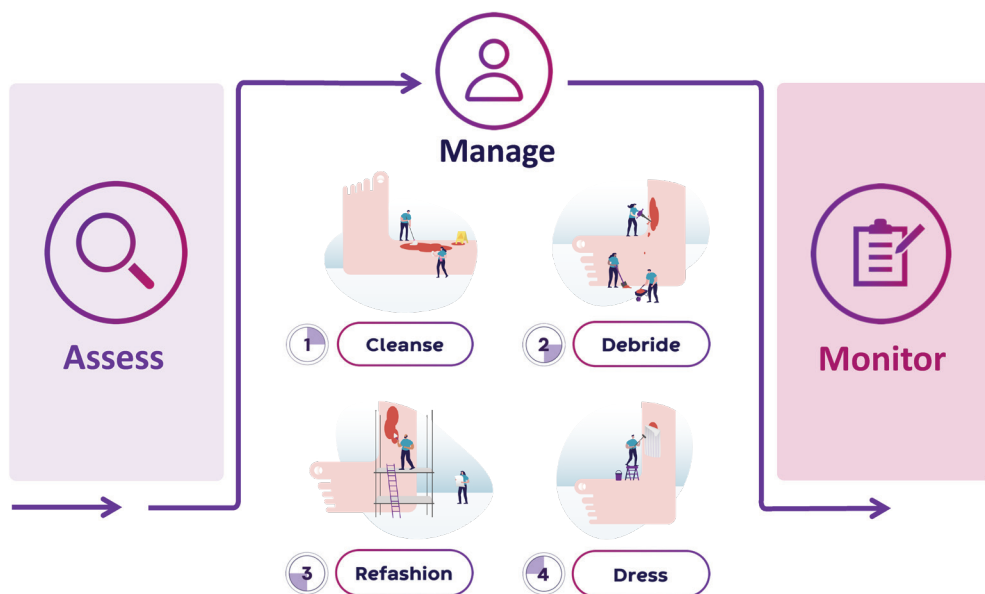 Manage
Assess
1 Cleanse
2 Debride
Monitor
3 Refashion
4 Dress